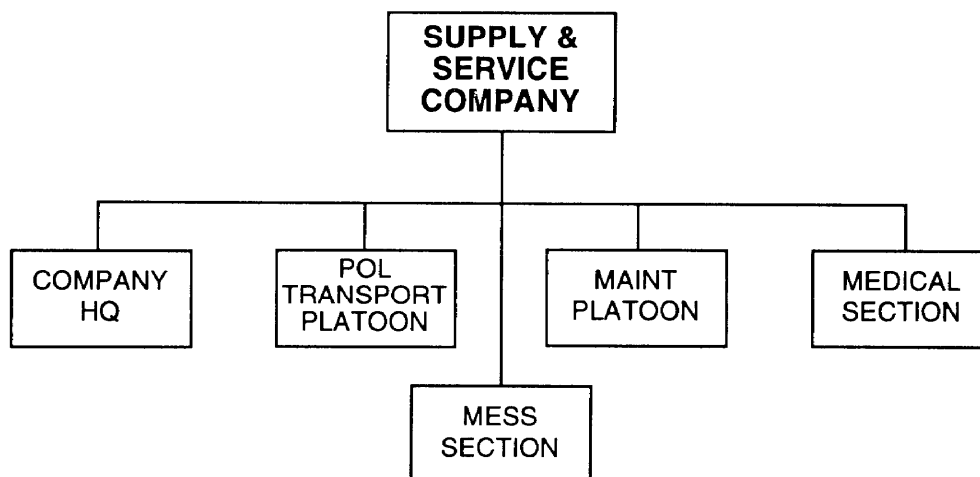 SUPPLY &
SERVICE
COMPANY
COMPANY
HQ
POL
TRANSPORT
PLATOON
MAINT
PLATOON
MEDICAL
SECTION
MESS
SECTION